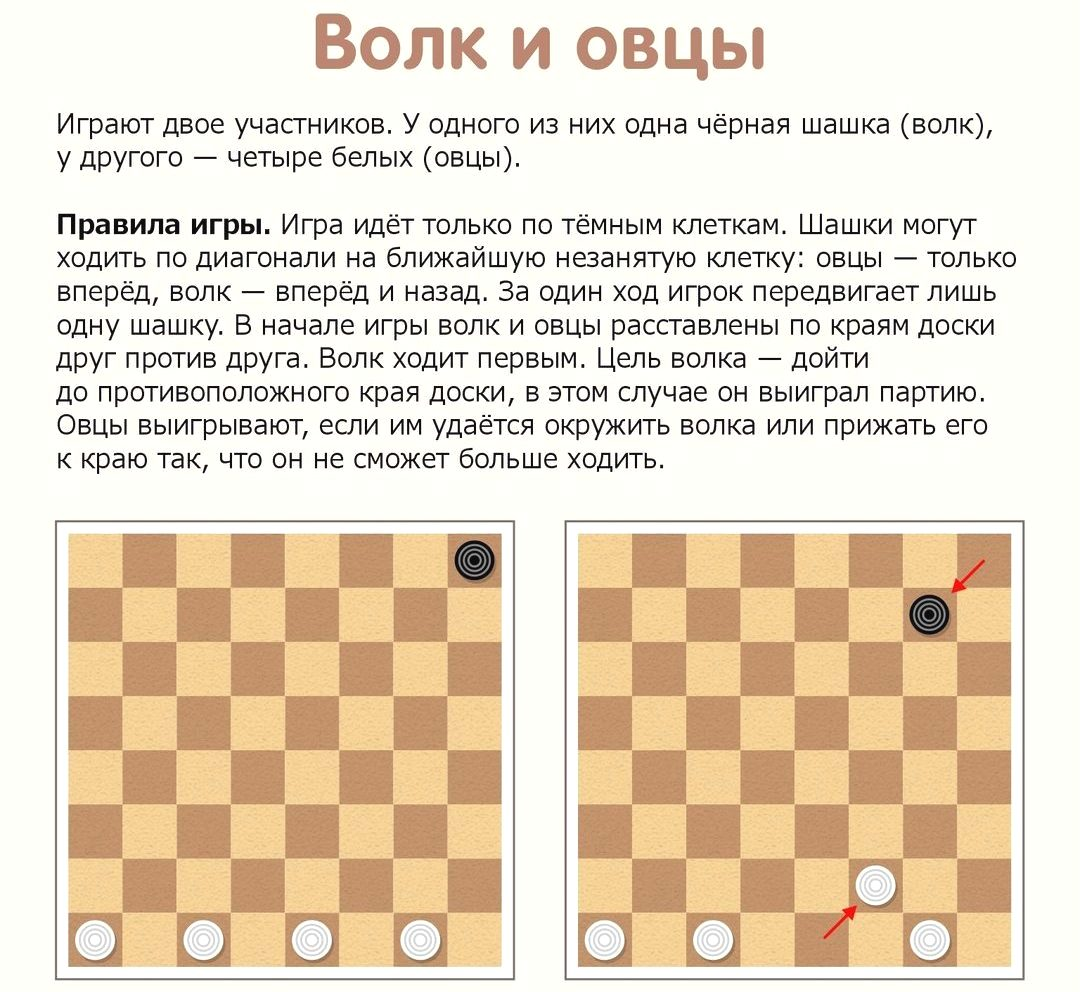 Волк и овцы
Играют двое участников. У одного из них одна чёрная шашка (волк),
у другого — четыре белых (овцы).
Правила игры. Игра идёт только по тёмным клеткам. Шашки могут
ходить по диагонали на ближайшую незанятую клетку: овцы — только
вперёд, волк — вперёд и назад. За один ход игрок передвигает лишь
одну шашку. В начале игры волк и овцы расставлены по краям доски
друг против друга. Волк ходит первым. Цель волка — дойти
до противоположного края доски, в этом случае он выиграл партию.
Овцы выигрывают, если им удаётся окружить волка или прижать его
к краю так, что он не сможет больше ходить.